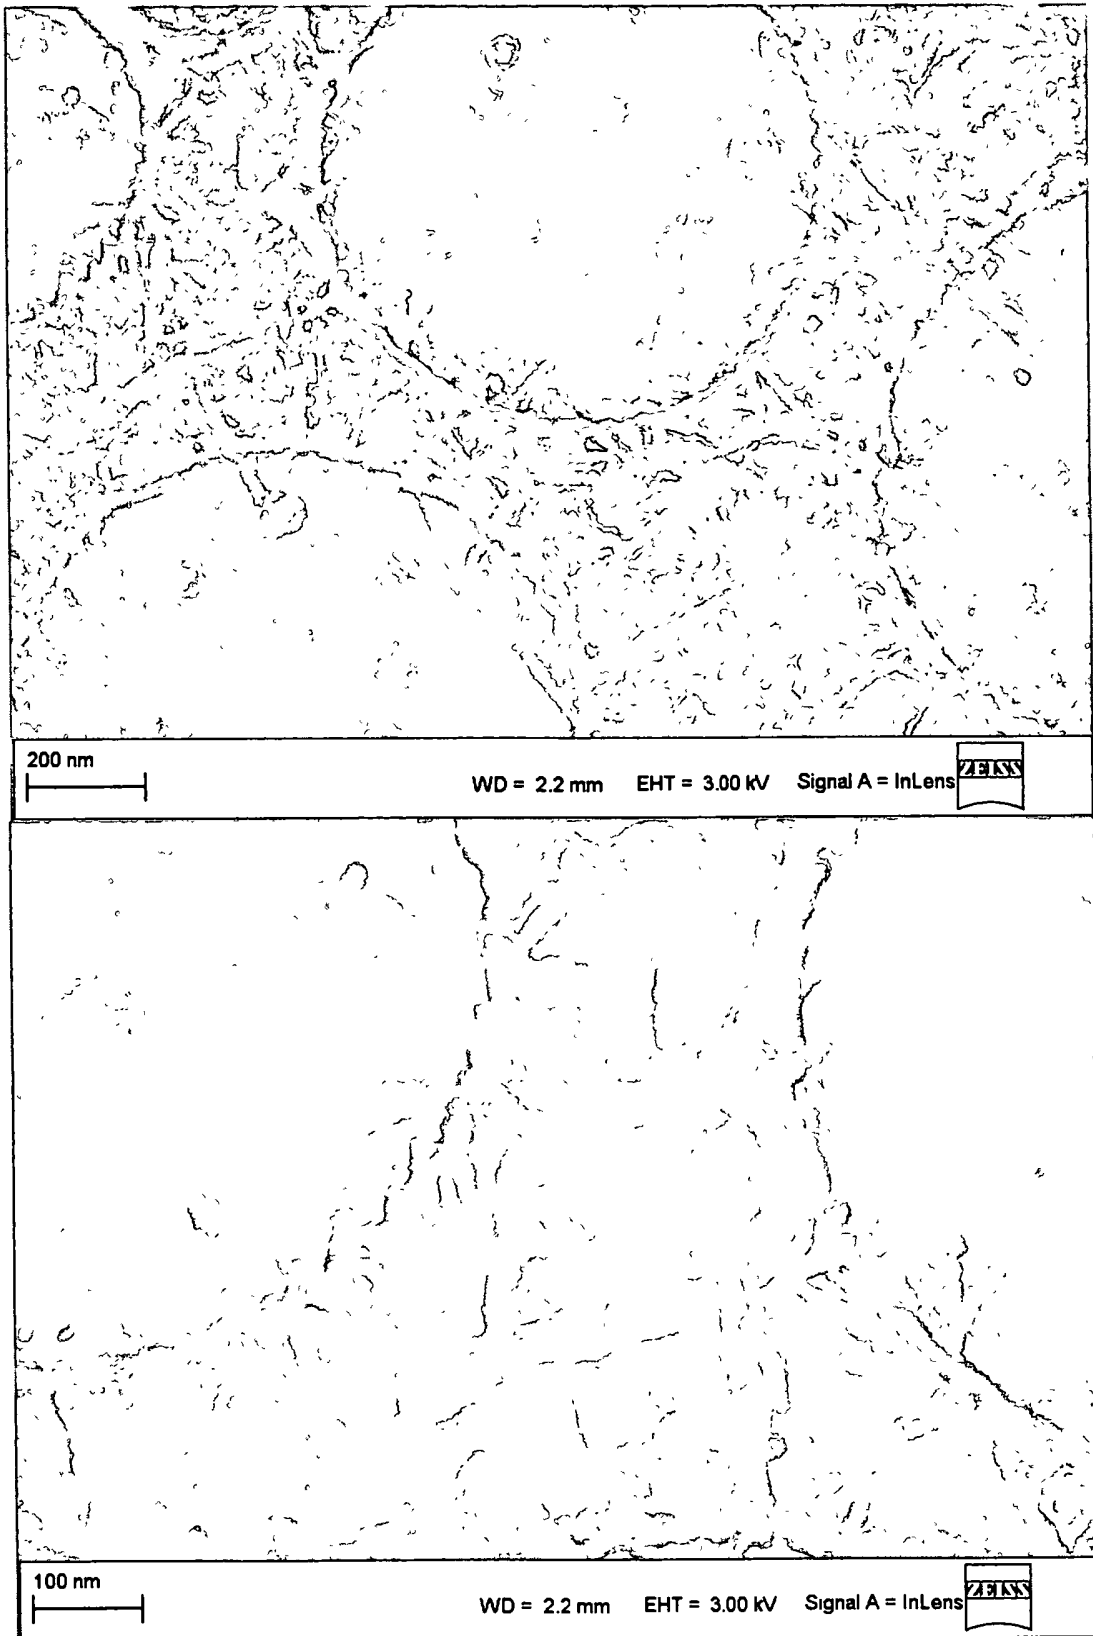 200 nm
WD = 2.2 mm EHT = 3.00 kV Signal A = InLens
ZEISS
100 nm
WD = 2.2 mm EHT = 3.00 kV Signal A = InLens
ZEISS